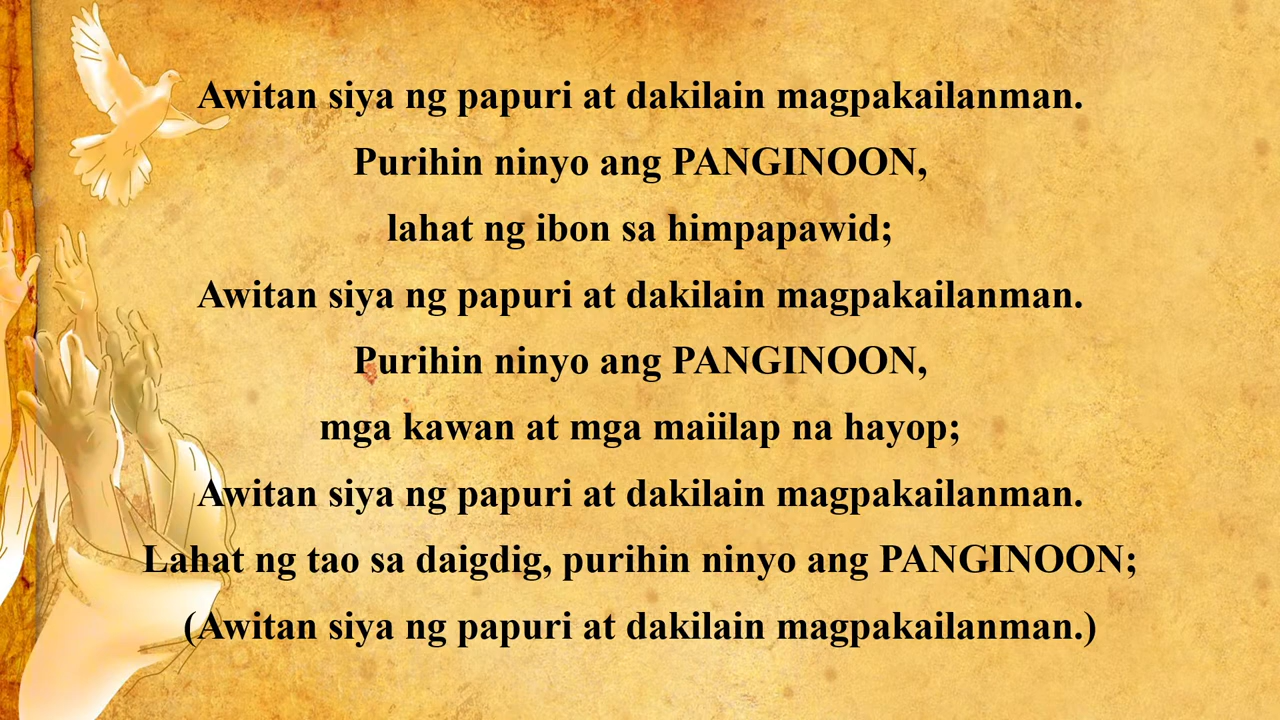 Awitan siya ng papuri at dakilain magpakailanman.
Purihin ninyo ang PANGINOON,
lahat ng ibon sa himpapawid;
Awitan siya ng papuri at dakilain magpakailanman.
Purihin ninyo ang PANGINOON,
mga kawan at mga maiilap na hayop;
Awitan siya ng papuri at dakilain magpakailanman.
Lahat ng tao sa daigdig, purihin ninyo ang PANGINOON;
(Awitan siya ng papuri at dakilain magpakailanman.)